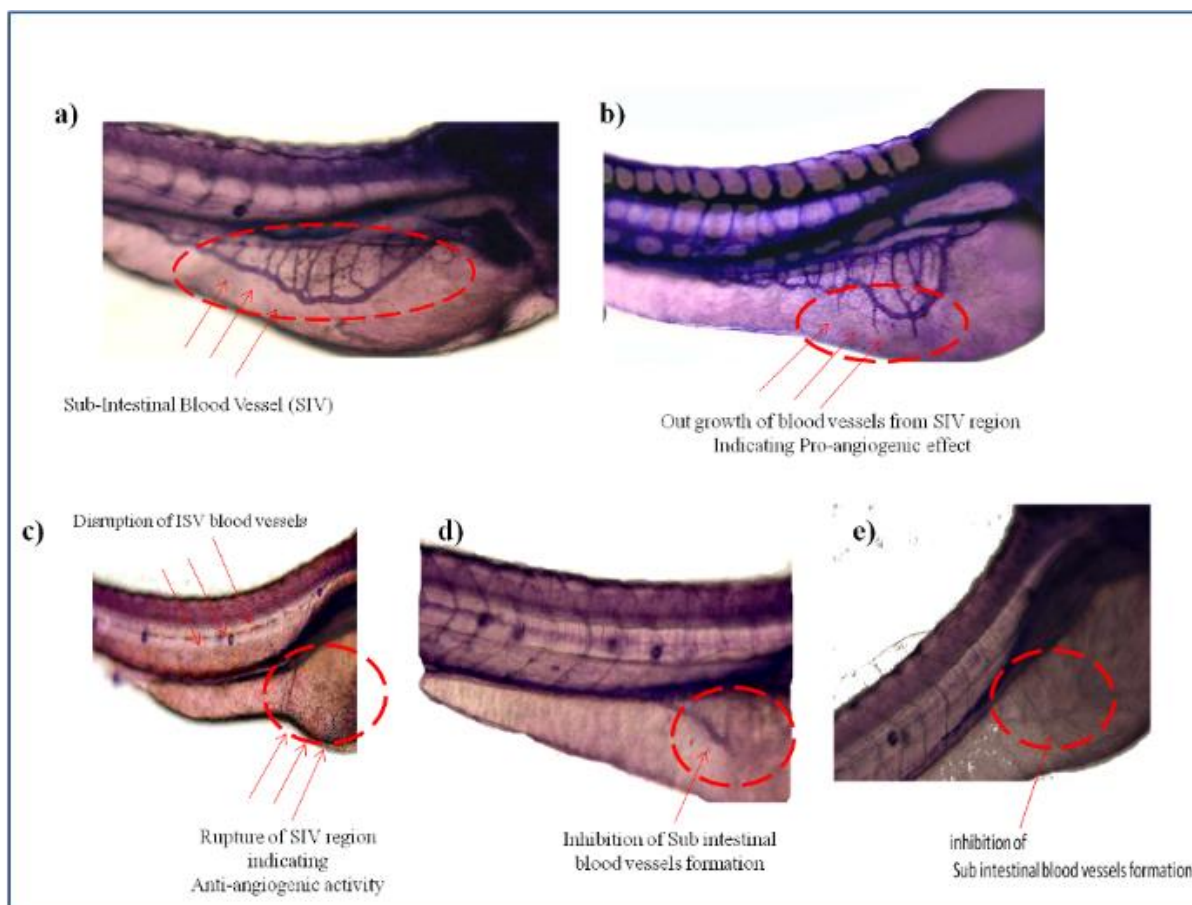 a)
b)
Sub-Intestinal Blood Vessel (SIV)
Out growth of blood vessels from SIV region
Indicating Pro-angiogenic effect
c)
Disruption of ISV blood vessels
d)
e)
Rupture of SIV region
indicating
Anti-angiogenic activity
Inhibition of Sub intestinal
blood vessels formation
inhibition of
Sub intestinal blood vessels formation